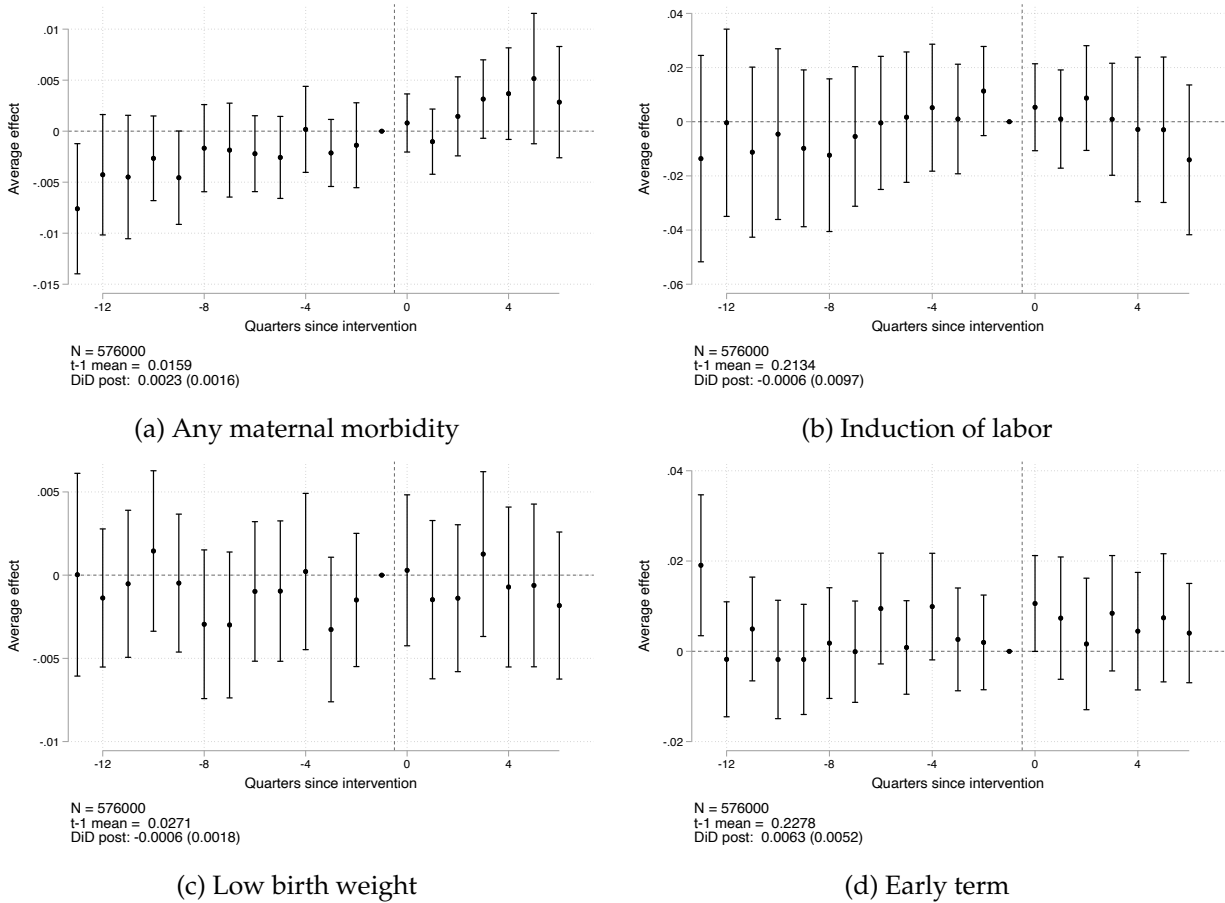 .01
.005
0
-.005
-.01
-.015
Average effect
-12
-8
-4
0
4
Quarters since intervention
N = 576000
t-1 mean = 0.0159
DiD post: 0.0023 (0.0016)
(a) Any maternal morbidity
.04
.02
0
-.02
-.04
-.06
Average effect
-12
-8
-4
0
4
Quarters since intervention
N = 576000
t-1 mean = 0.2134
DiD post: -0.0006 (0.0097)
(b) Induction of labor
.005
0
-.005
-.01
Average effect
-12
-8
-4
0
4
Quarters since intervention
N = 576000
t-1 mean = 0.0271
DiD post: -0.0006 (0.0018)
(c) Low birth weight
.04
.02
0
-.02
Average effect
-12
-8
-4
0
4
Quarters since intervention
N = 576000
t-1 mean = 0.2278
DiD post: 0.0063 (0.0052)
(d) Early term